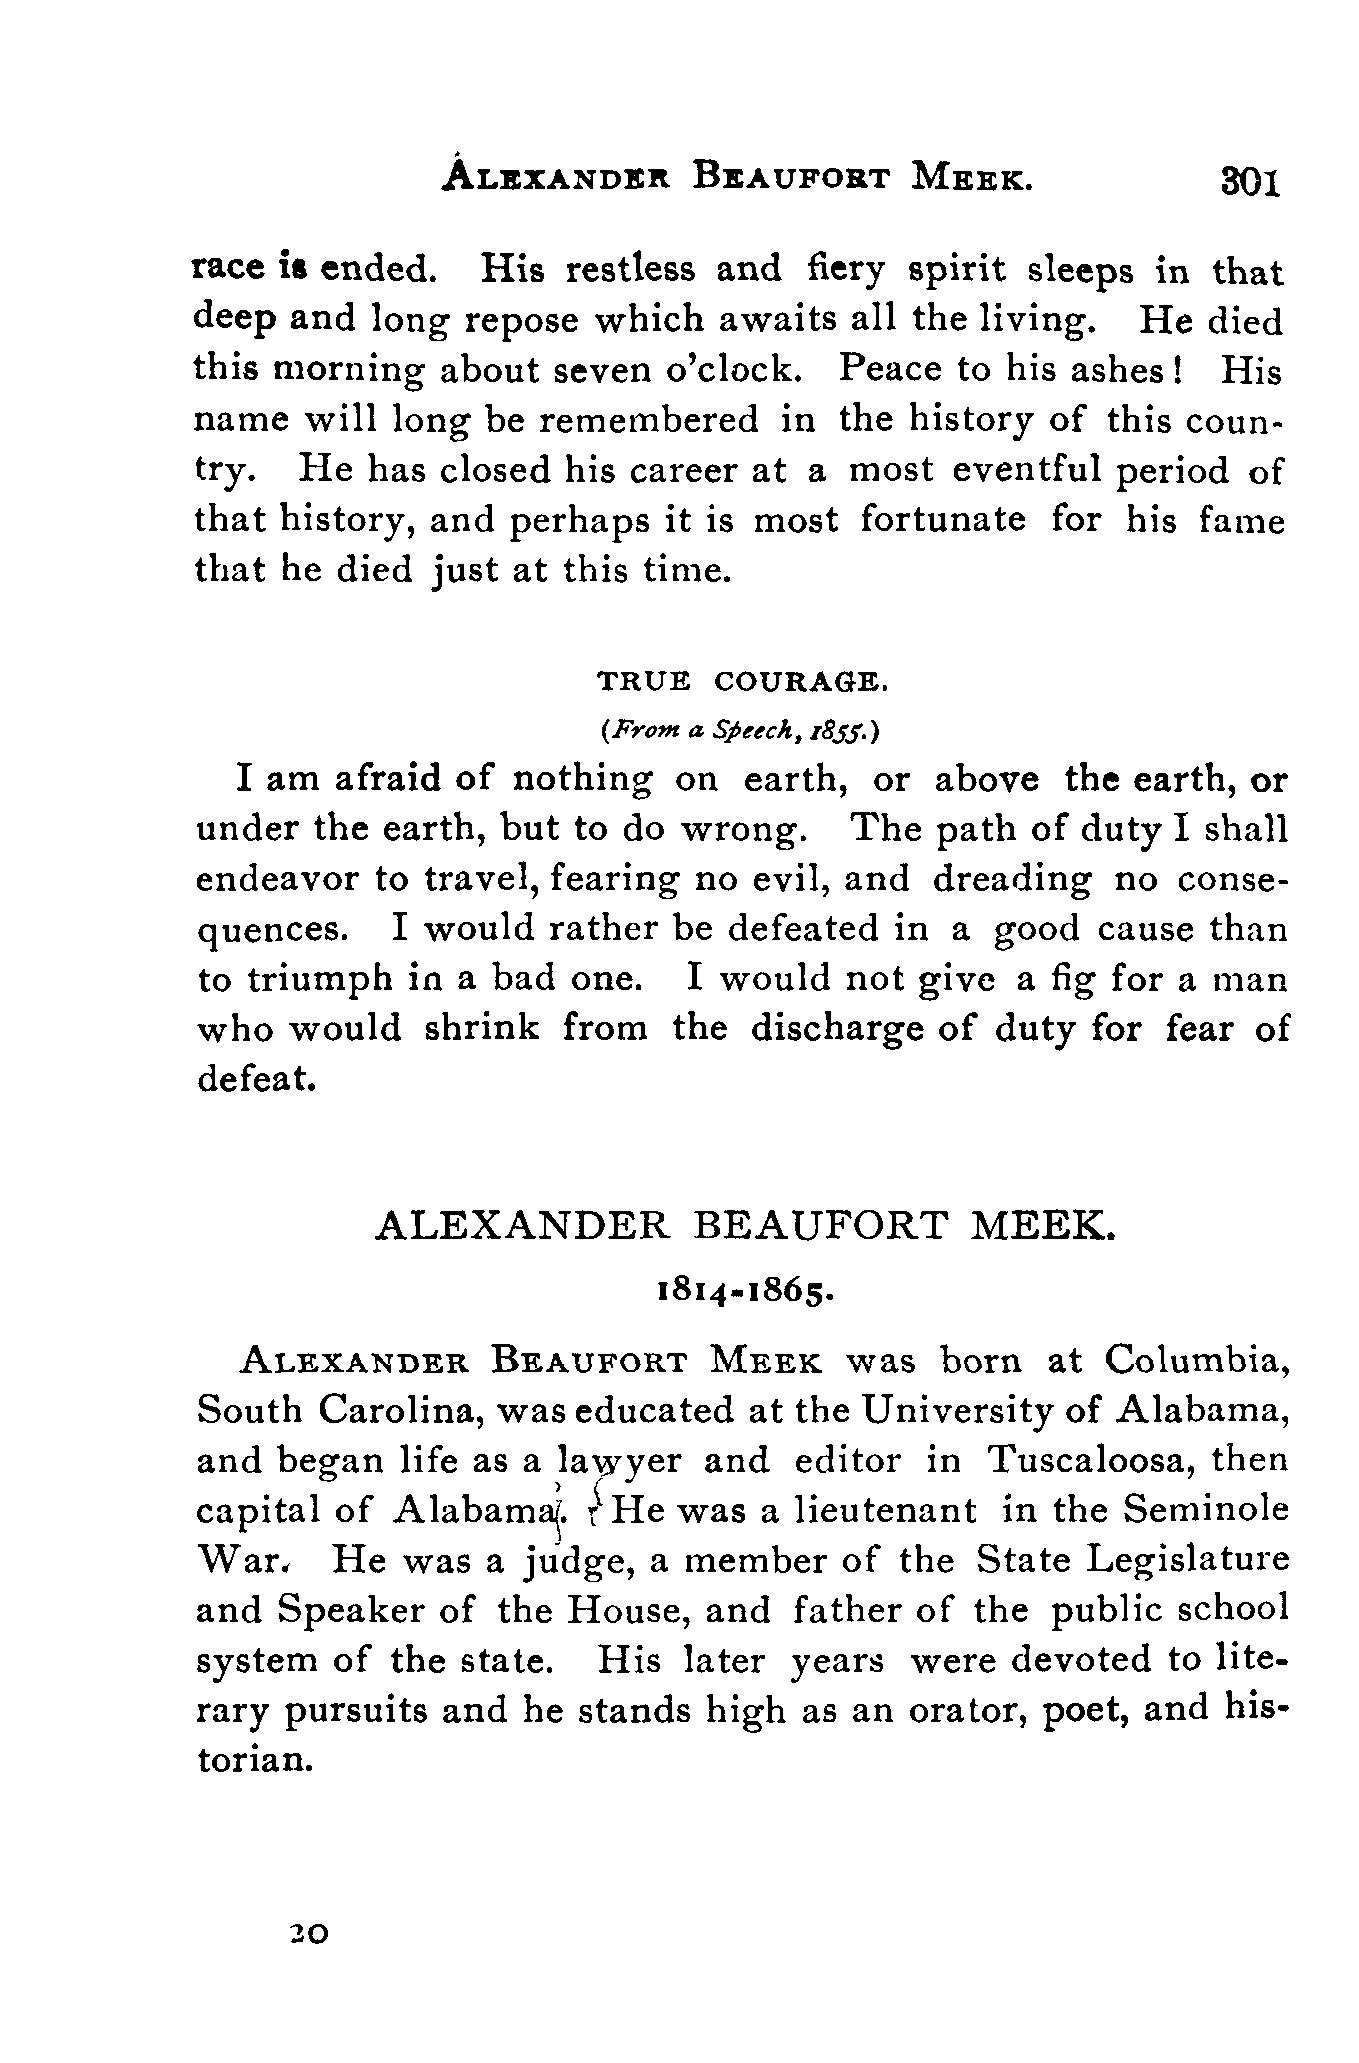 ALEXANDER BEAUFORT MEEK. 301
race is ended. His restless and fiery spirit sleeps in that
deep and long repose which awaits all the living. He died
this morning about seven o'clock. Peace to his ashes! His
name will long be remembered in the history of this coun-
try. He has closed his career at a most eventful period of
that history, and perhaps it is most fortunate for his fame
that he died just at this time.
TRUE COURAGE.
(From a Speech, 1855.)
I am afraid of nothing on earth, or above the earth, or
under the earth, but to do wrong. The path of duty I shall
endeavor to travel, fearing no evil, and dreading no conse-
quences. I would rather be defeated in a good cause than
to triumph in a bad one. I would not give a fig for a man
who would shrink from the discharge of duty for fear of
defeat.
ALEXANDER BEAUFORT MEEK.
1814-1865.
ALEXANDER BEAUFORT MEEK was born at Columbia,
South Carolina, was educated at the University of Alabama,
and began life as a lawyer and editor in Tuscaloosa, then
capital of Alabama. He was a lieutenant in the Seminole
War. He was a judge, a member of the State Legislature
and Speaker of the House, and father of the public school
system of the state. His later years were devoted to lite-
rary pursuits and he stands high as an orator, poet, and his-
torian.
20